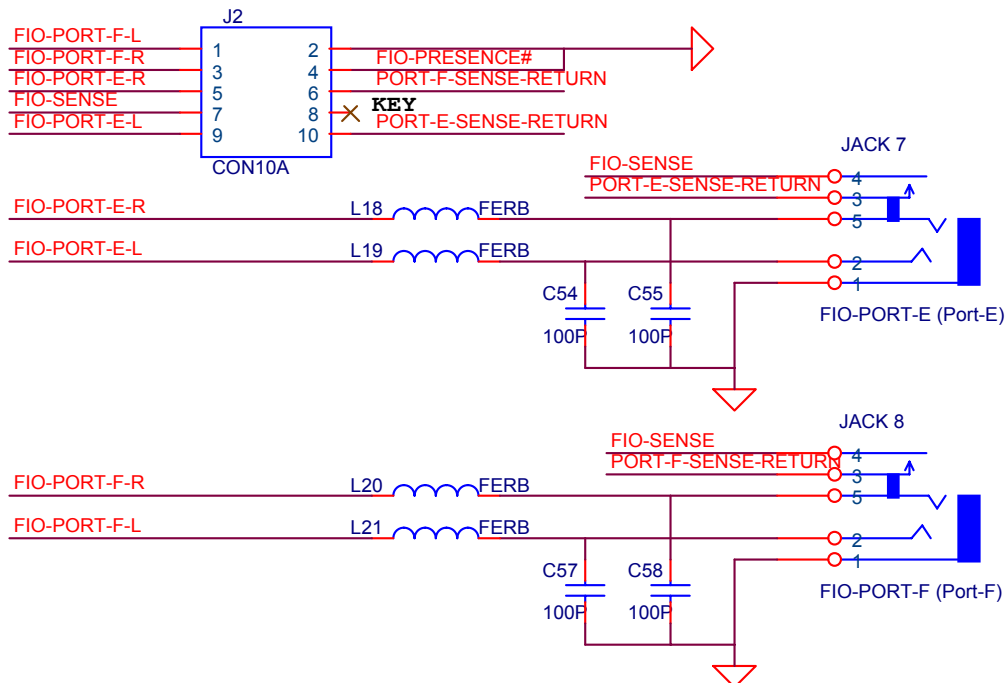 J2
FIO-PORT-F-L 1 2
FIO-PORT-F-R 3 4 FIO-PRESENCE#
FIO-PORT-E-R 5 6 PORT-F-SENSE-RETURN
FIO-SENSE 7 8 KEY
FIO-PORT-E-L 9 10 PORT-E-SENSE-RETURN
CON10A
JACK 7
FIO-SENSE 4
PORT-E-SENSE-RETURN 3
FIO-PORT-E-R L18 FERB 5
FIO-PORT-E-L L19 FERB 2
1
C54 C55
100P 100P
FIO-PORT-E (Port-E)
JACK 8
FIO-SENSE 4
PORT-F-SENSE-RETURN 3
FIO-PORT-F-R L20 FERB 5
FIO-PORT-F-L L21 FERB 2
1
C57 C58
100P 100P
FIO-PORT-F (Port-F)